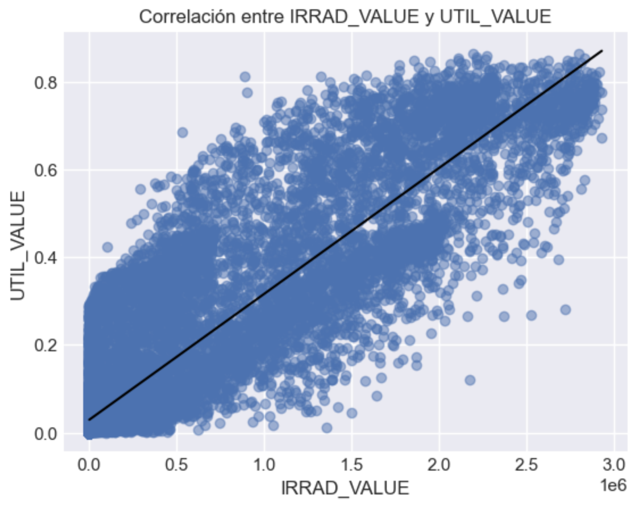 Correlación entre IRRAD_VALUE y UTIL_VALUE
UTIL_VALUE
0.8
0.6
0.4
0.2
0.0
0.0 0.5 1.0 1.5 2.0 2.5 3.0
1e6
IRRAD_VALUE